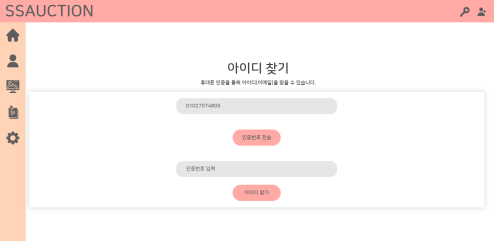 SSAUCTION
아이디 찾기
휴대폰 인증을 통해 아이디(이메일)을 찾을 수 있습니다.
01027074805
인증번호 전송
인증번호 입력
아이디 찾기